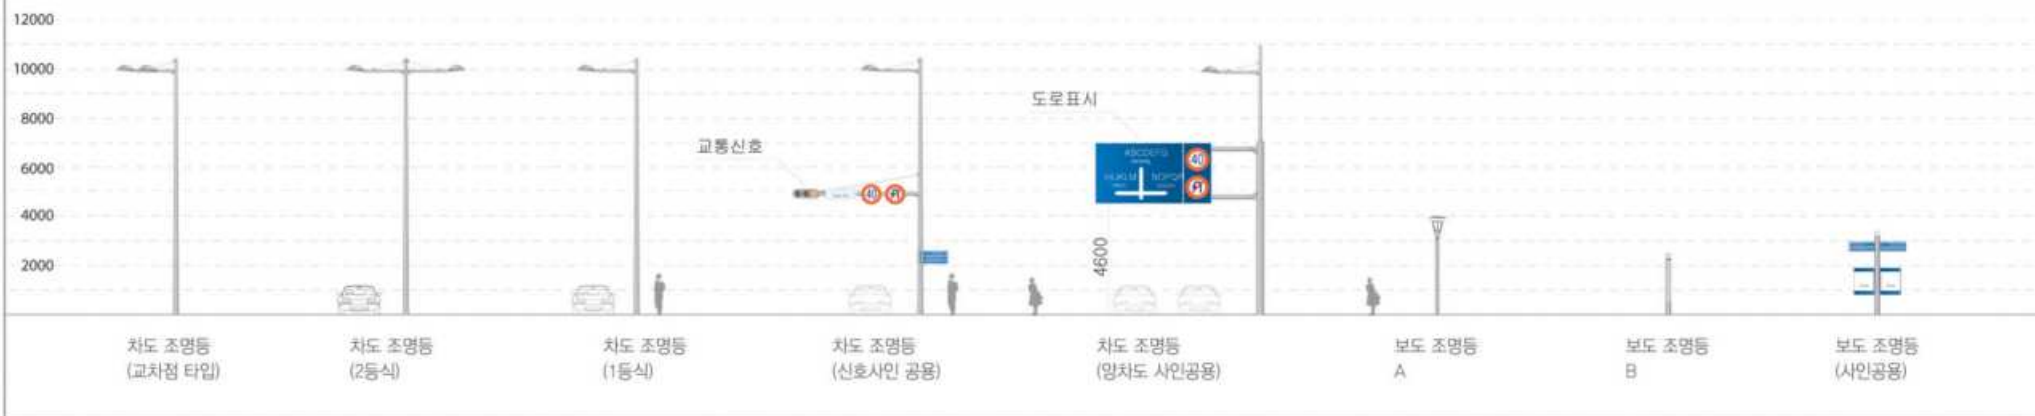 12000
10000
8000
6000
4000
2000
교통신호
40
도로표시
ABCDEFG
HIJKLM
NOPQR
40
4600
차도 조명등
(교차점 타입)
차도 조명등
(2등식)
차도 조명등
(1등식)
차도 조명등
(신호사인 공용)
차도 조명등
(양차도 사인공용)
보도 조명등
A
보도 조명등
B
보도 조명등
(사인공용)